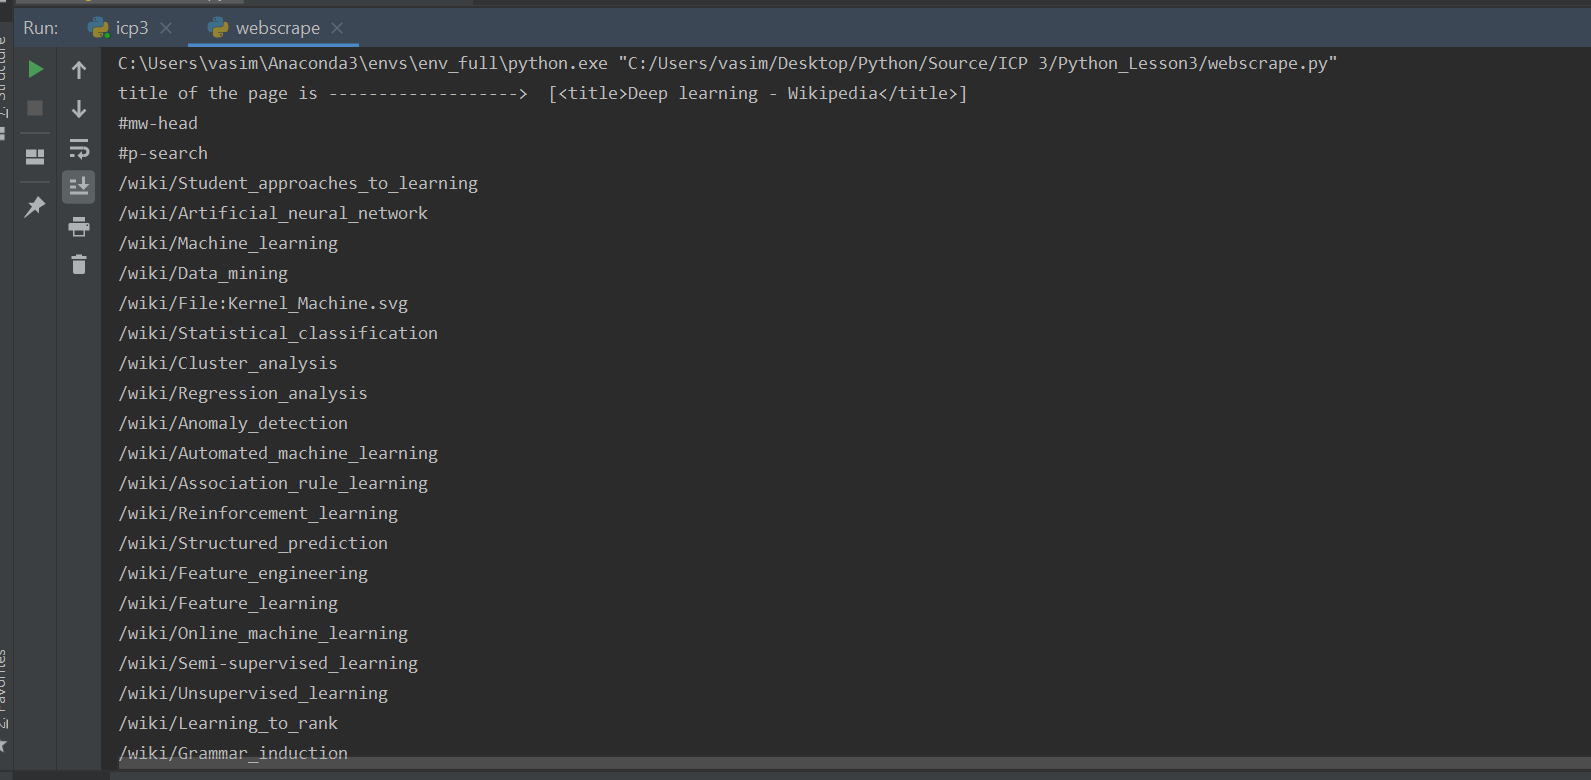 Run: icp3 webscrape
C:\Users\vasim\Anaconda3\envs\env_full\python.exe "C:/Users/vasim/Desktop/Python/Source/ICP 3/Python_Lesson3/webscrape.py"
title of the page is -------------------> [<title>Deep learning - Wikipedia</title>]
#mw-head
#p-search
/wiki/Student_approaches_to_learning
/wiki/Artificial_neural_network
/wiki/Machine_learning
/wiki/Data_mining
/wiki/File:Kernel_Machine.svg
/wiki/Statistical_classification
/wiki/Cluster_analysis
/wiki/Regression_analysis
/wiki/Anomaly_detection
/wiki/Automated_machine_learning
/wiki/Association_rule_learning
/wiki/Reinforcement_learning
/wiki/Structured_prediction
/wiki/Feature_engineering
/wiki/Feature_learning
/wiki/Online_machine_learning
/wiki/Semi-supervised_learning
/wiki/Unsupervised_learning
/wiki/Learning_to_rank
/wiki/Grammar_induction